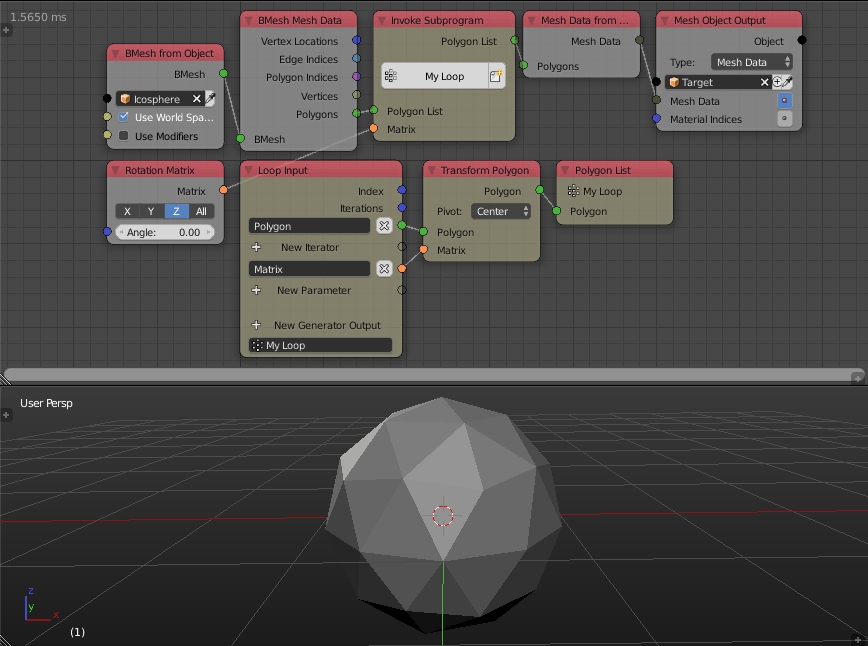 1.5650 ms
BMesh from Object
BMesh
Icosphere
Use World Spa...
Use Modifiers
BMesh Mesh Data
Vertex Locations
Edge Indices
Polygon Indices
Vertices
Polygons
BMesh
Invoke Subprogram
Polygon List
My Loop
Polygon List
Matrix
Mesh Data from ...
Mesh Data
Polygons
Mesh Object Output
Object
Type: Mesh Data
Target
Mesh Data
Material Indices
Rotation Matrix
Matrix
X Y Z All
Angle: 0.00
Loop Input
Index
Iterations
Polygon
New Iterator
Matrix
New Parameter
New Generator Output
My Loop
Transform Polygon
Polygon
Pivot: Center
Polygon
Matrix
Polygon List
My Loop
Polygon
User Persp
z
y
x
(1)